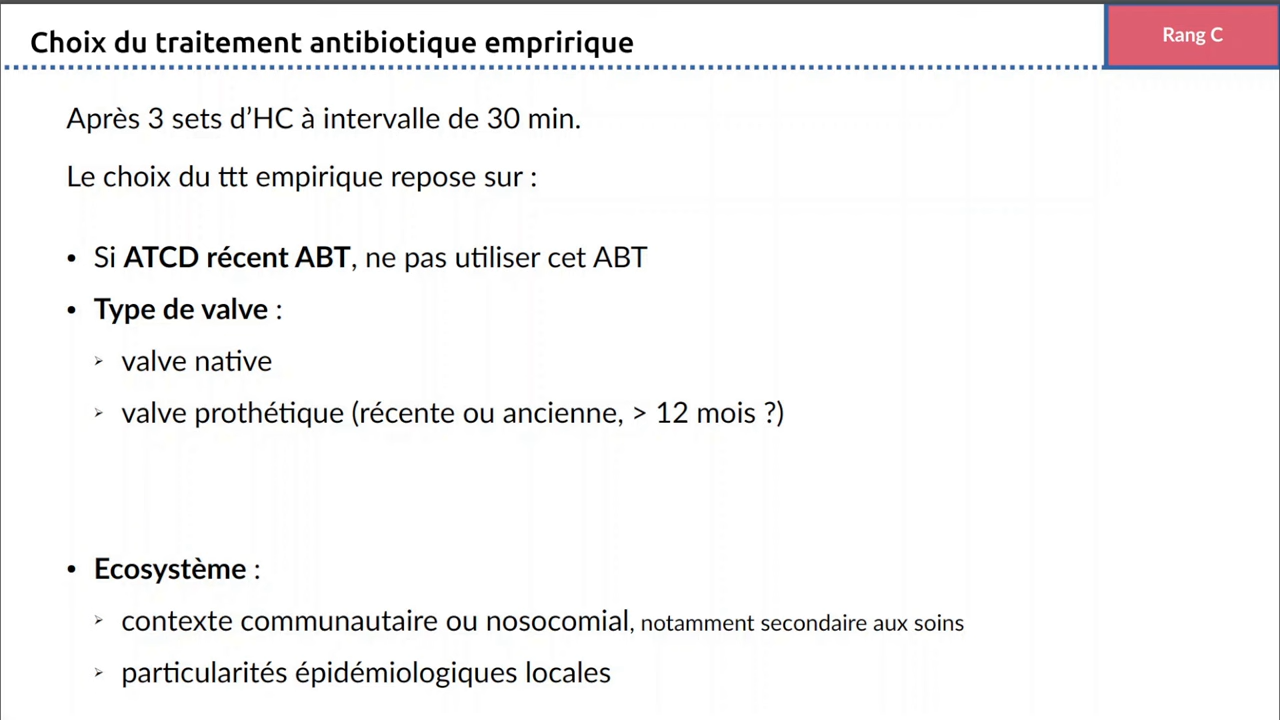 Choix du traitement antibiotique empririque
Rang C
Après 3 sets d’HC à intervalle de 30 min.
Le choix du ttt empirique repose sur :
• Si ATCD récent ABT, ne pas utiliser cet ABT
• Type de valve :
➢ valve native
➢ valve prothétique (récente ou ancienne, > 12 mois ?)
• Ecosystème :
➢ contexte communautaire ou nosocomial, notamment secondaire aux soins
➢ particularités épidémiologiques locales